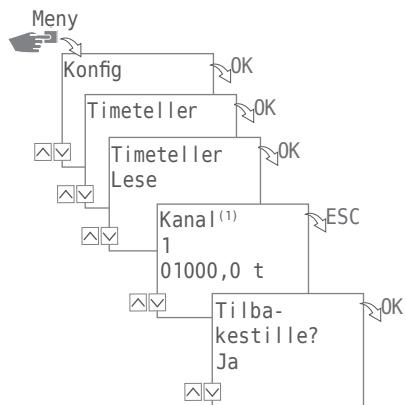 Meny
Konfig
OK
Timeteller
OK
Timeteller
Lese
OK
Kanal(1)
1
01000,0 t
ESC
Tilba-
kestille?
Ja
OK